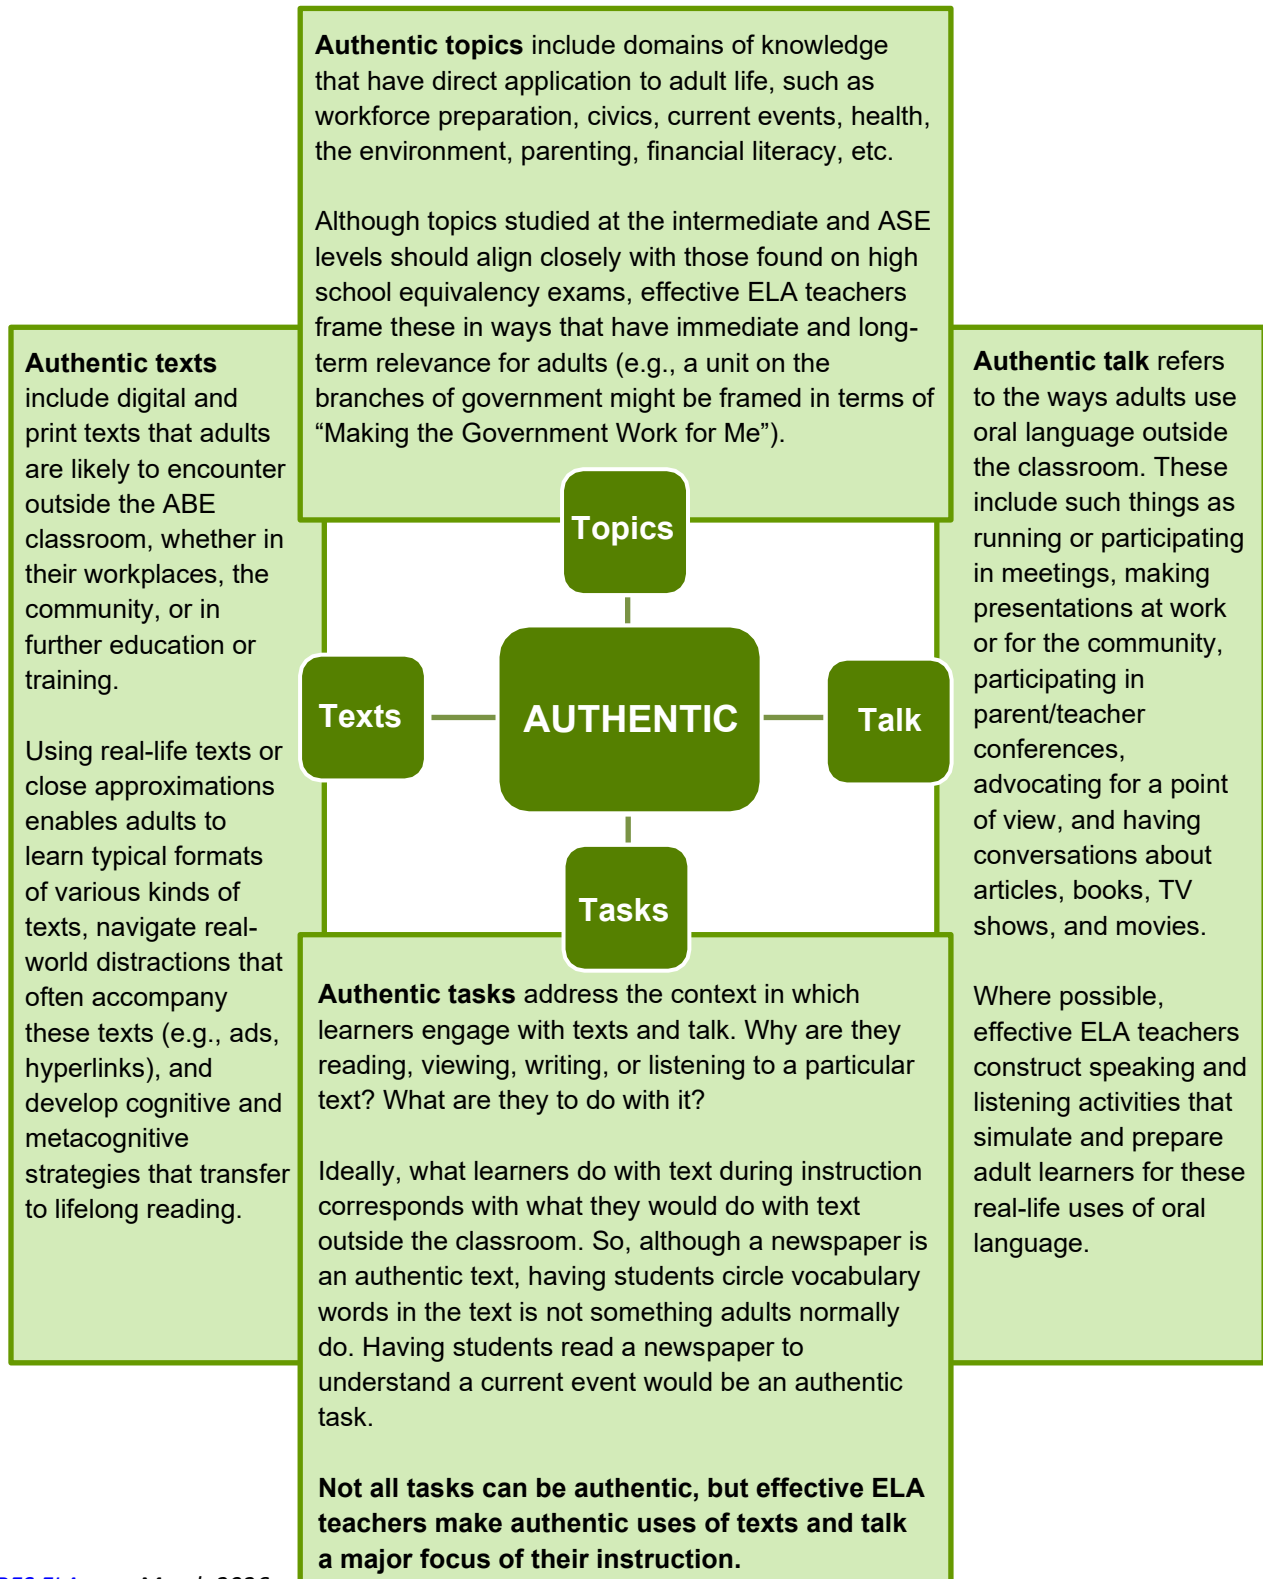 Authentic topics include domains of knowledge
that have direct application to adult life, such as
workforce preparation, civics, current events, health,
the environment, parenting, financial literacy, etc.
Although topics studied at the intermediate and ASE
levels should align closely with those found on high
school equivalency exams, effective ELA teachers
frame these in ways that have immediate and long-
term relevance for adults (e.g., a unit on the
branches of government might be framed in terms of
“Making the Government Work for Me”).
Authentic texts
include digital and
print texts that adults
are likely to encounter
outside the ABE
classroom, whether in
their workplaces, the
community, or in
further education or
training.
Using real-life texts or
close approximations
enables adults to
learn typical formats
of various kinds of
texts, navigate real-
world distractions that
often accompany
these texts (e.g., ads,
hyperlinks), and
develop cognitive and
metacognitive
strategies that transfer
to lifelong reading.
Topics
Texts
AUTHENTIC
Talk
Tasks
Authentic talk refers
to the ways adults use
oral language outside
the classroom. These
include such things as
running or participating
in meetings, making
presentations at work
or for the community,
participating in
parent/teacher
conferences,
advocating for a point
of view, and having
conversations about
articles, books, TV
shows, and movies.
Where possible,
effective ELA teachers
construct speaking and
listening activities that
simulate and prepare
adult learners for these
real-life uses of oral
language.
Authentic tasks address the context in which
learners engage with texts and talk. Why are they
reading, viewing, writing, or listening to a particular
text? What are they to do with it?
Ideally, what learners do with text during instruction
corresponds with what they would do with text
outside the classroom. So, although a newspaper is
an authentic text, having students circle vocabulary
words in the text is not something adults normally
do. Having students read a newspaper to
understand a current event would be an authentic
task.
Not all tasks can be authentic, but effective ELA
teachers make authentic uses of texts and talk
a major focus of their instruction.